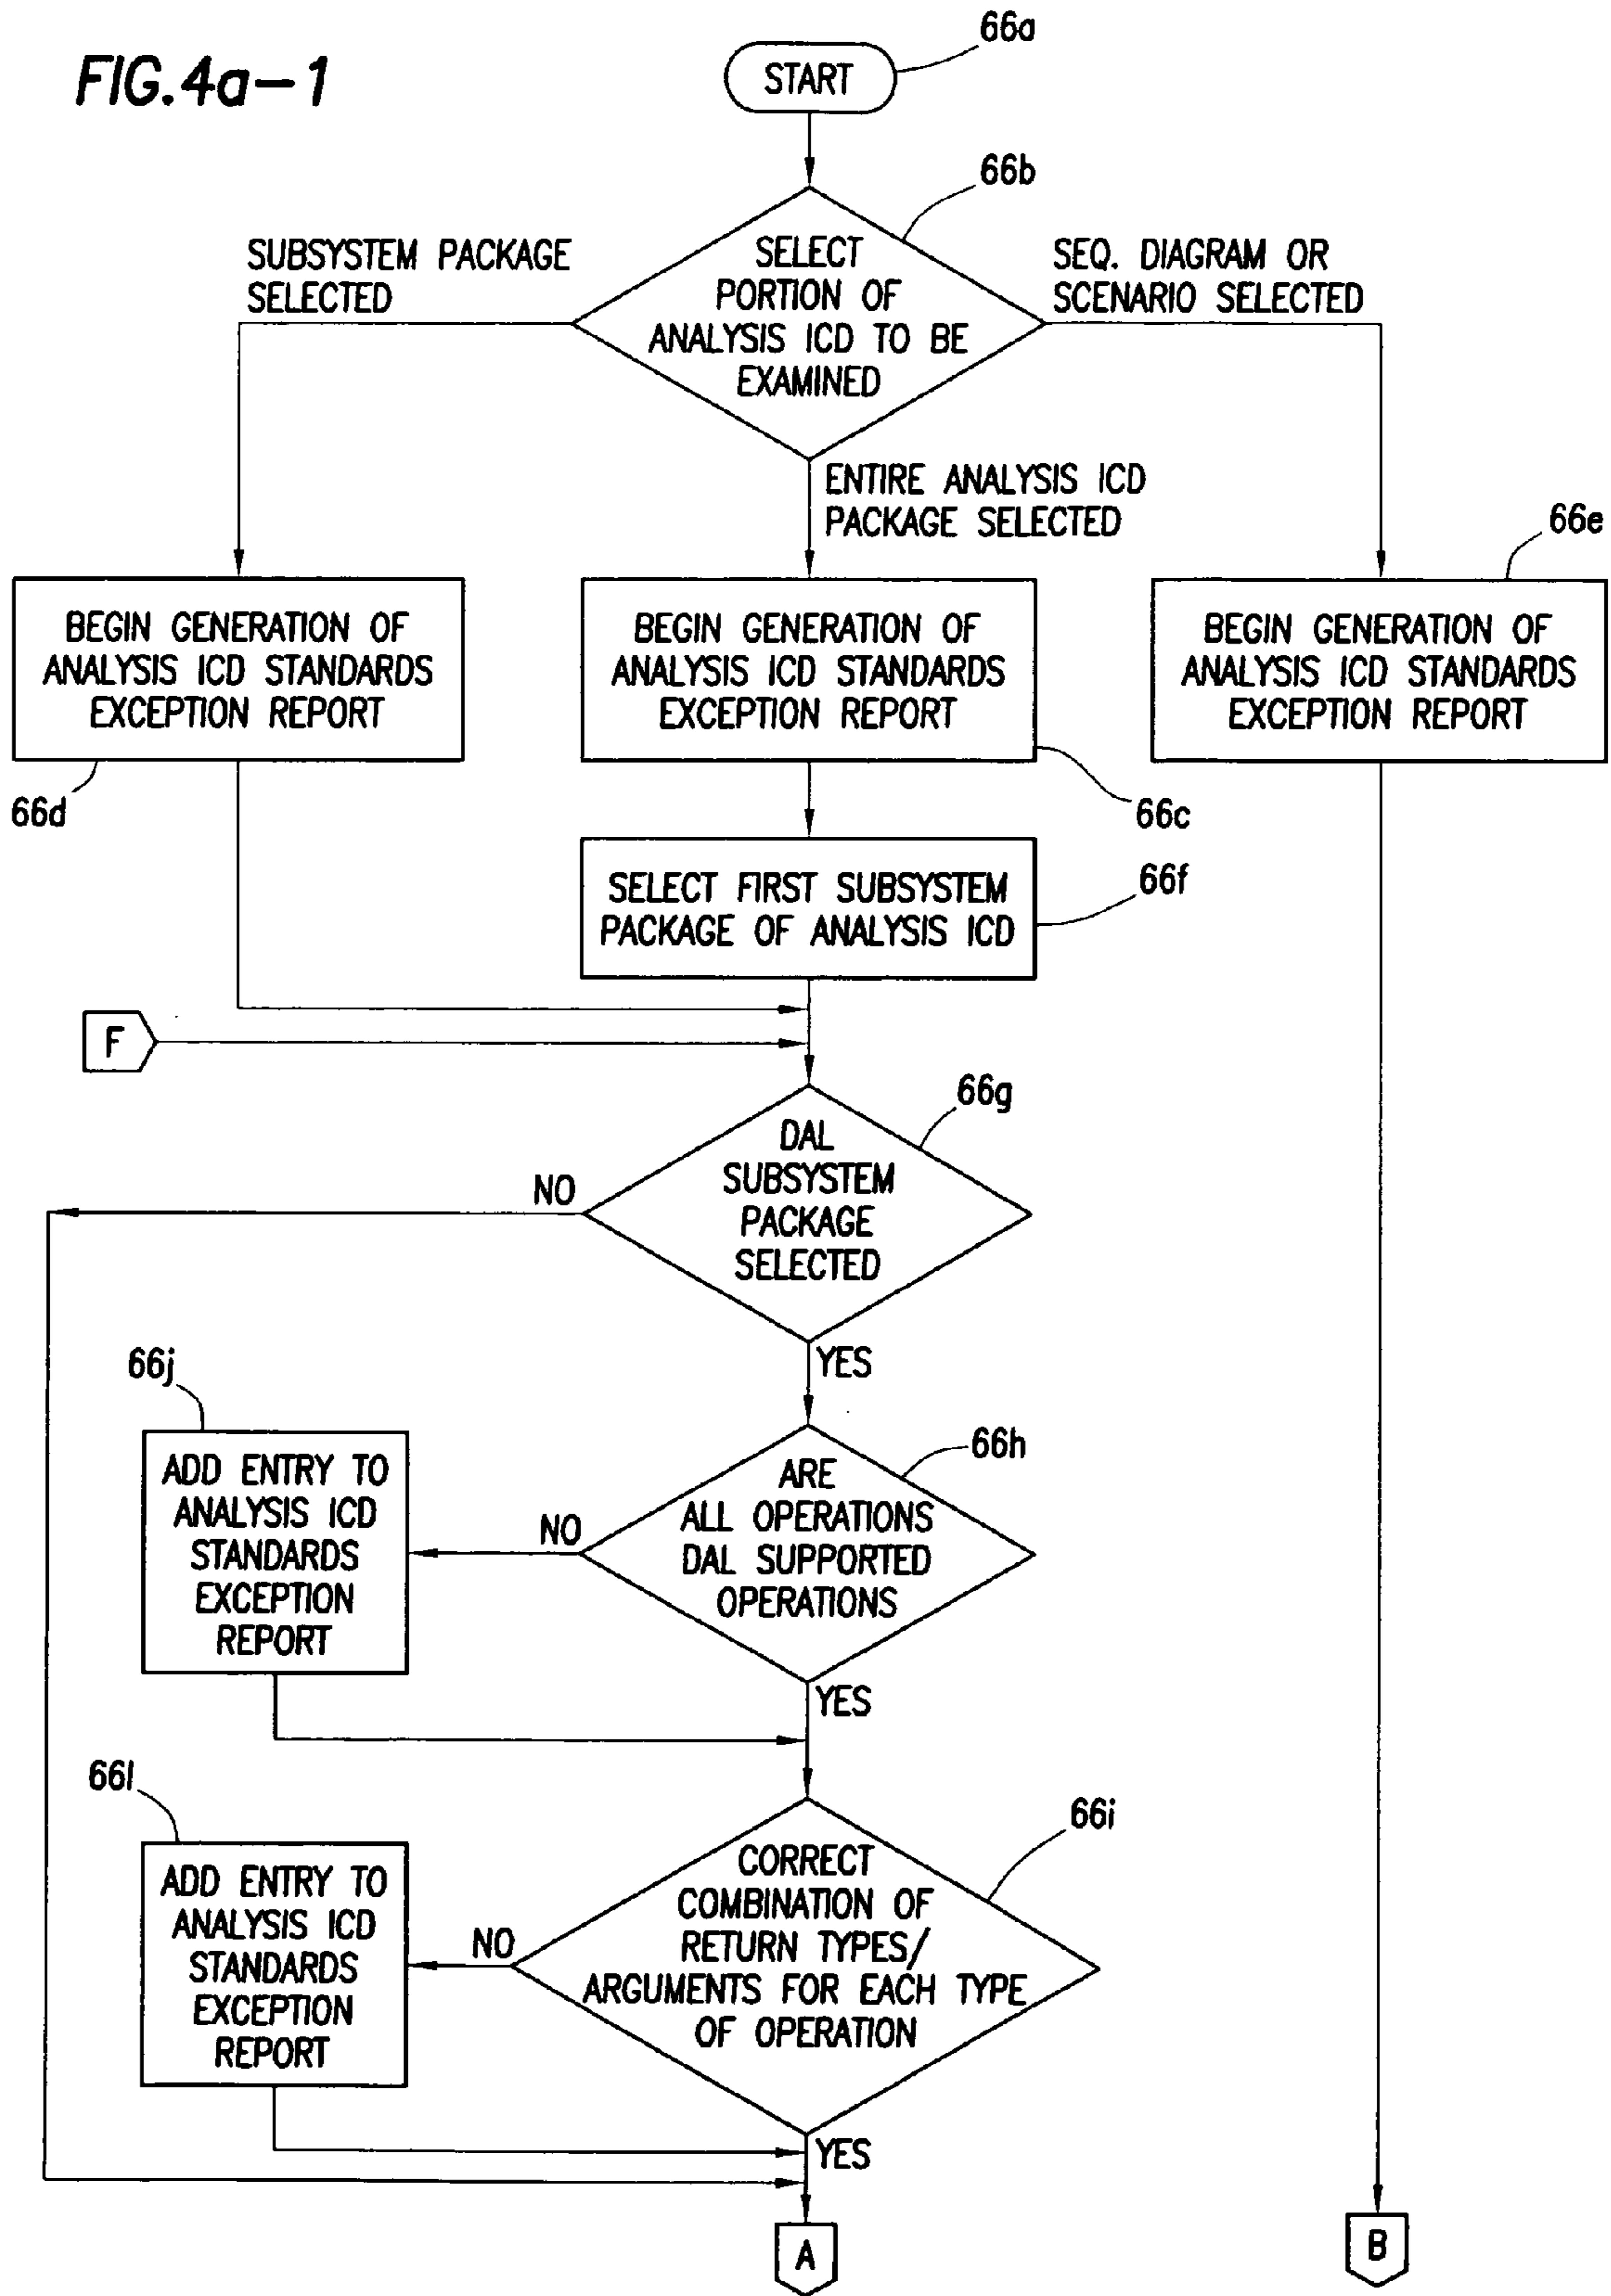 FIG.4a-1
66a
START
66b
SELECT
PORTION OF
ANALYSIS ICD TO BE
EXAMINED
SUBSYSTEM PACKAGE
SELECTED
SEQ. DIAGRAM OR
SCENARIO SELECTED
ENTIRE ANALYSIS ICD
PACKAGE SELECTED
66e
BEGIN GENERATION OF
ANALYSIS ICD STANDARDS
EXCEPTION REPORT
BEGIN GENERATION OF
ANALYSIS ICD STANDARDS
EXCEPTION REPORT
BEGIN GENERATION OF
ANALYSIS ICD STANDARDS
EXCEPTION REPORT
66d
66c
SELECT FIRST SUBSYSTEM
PACKAGE OF ANALYSIS ICD
66f
F
66g
DAL
SUBSYSTEM
PACKAGE
SELECTED
NO
YES
66j
ADD ENTRY TO
ANALYSIS ICD
STANDARDS
EXCEPTION
REPORT
NO
66h
ARE
ALL OPERATIONS
DAL SUPPORTED
OPERATIONS
YES
66l
ADD ENTRY TO
ANALYSIS ICD
STANDARDS
EXCEPTION
REPORT
NO
66i
CORRECT
COMBINATION OF
RETURN TYPES/
ARGUMENTS FOR EACH TYPE
OF OPERATION
YES
A
B